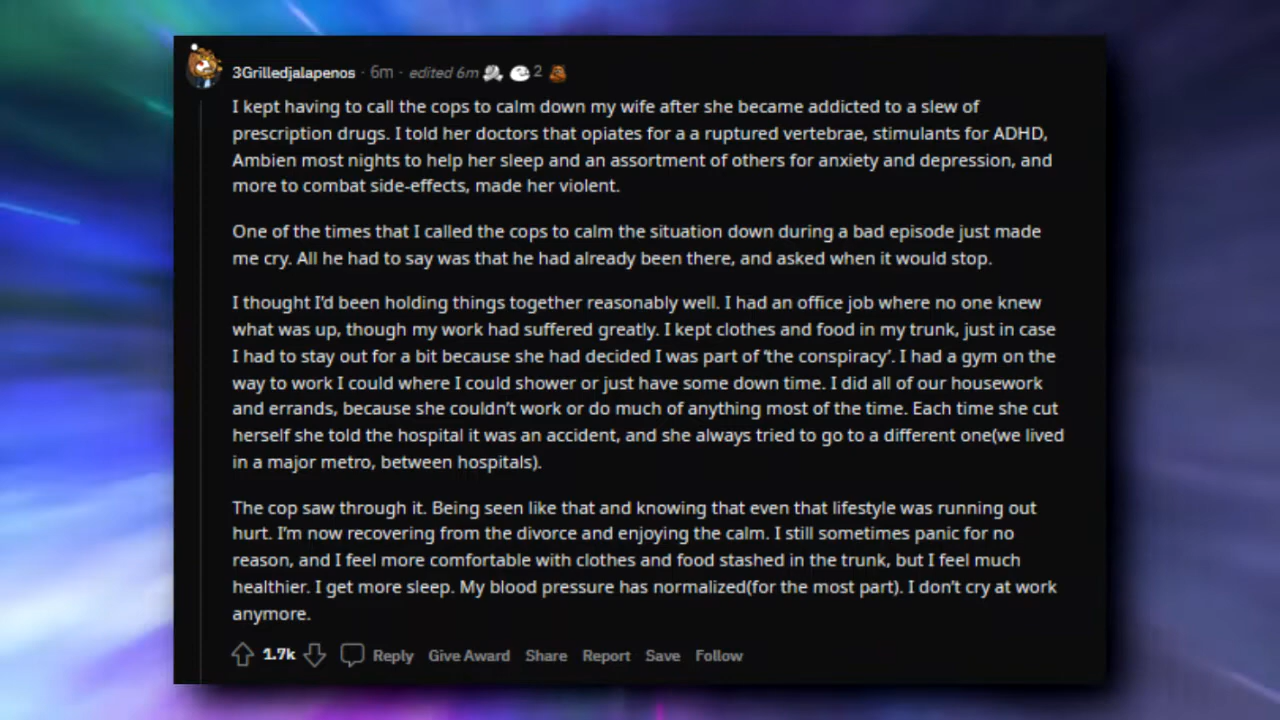 3Grilledjalapenos · 6m · edited 6m 2
I kept having to call the cops to calm down my wife after she became addicted to a slew of
prescription drugs. I told her doctors that opiates for a a ruptured vertebrae, stimulants for ADHD,
Ambien most nights to help her sleep and an assortment of others for anxiety and depression, and
more to combat side-effects, made her violent.
One of the times that I called the cops to calm the situation down during a bad episode just made
me cry. All he had to say was that he had already been there, and asked when it would stop.
I thought I'd been holding things together reasonably well. I had an office job where no one knew
what was up, though my work had suffered greatly. I kept clothes and food in my trunk, just in case
I had to stay out for a bit because she had decided I was part of ‘the conspiracy’. I had a gym on the
way to work I could where I could shower or just have some down time. I did all of our housework
and errands, because she couldn’t work or do much of anything most of the time. Each time she cut
herself she told the hospital it was an accident, and she always tried to go to a different one(we lived
in a major metro, between hospitals).
The cop saw through it. Being seen like that and knowing that even that lifestyle was running out
hurt. I’m now recovering from the divorce and enjoying the calm. I still sometimes panic for no
reason, and I feel more comfortable with clothes and food stashed in the trunk, but I feel much
healthier. I get more sleep. My blood pressure has normalized(for the most part). I don’t cry at work
anymore.
1.7k Reply Give Award Share Report Save Follow